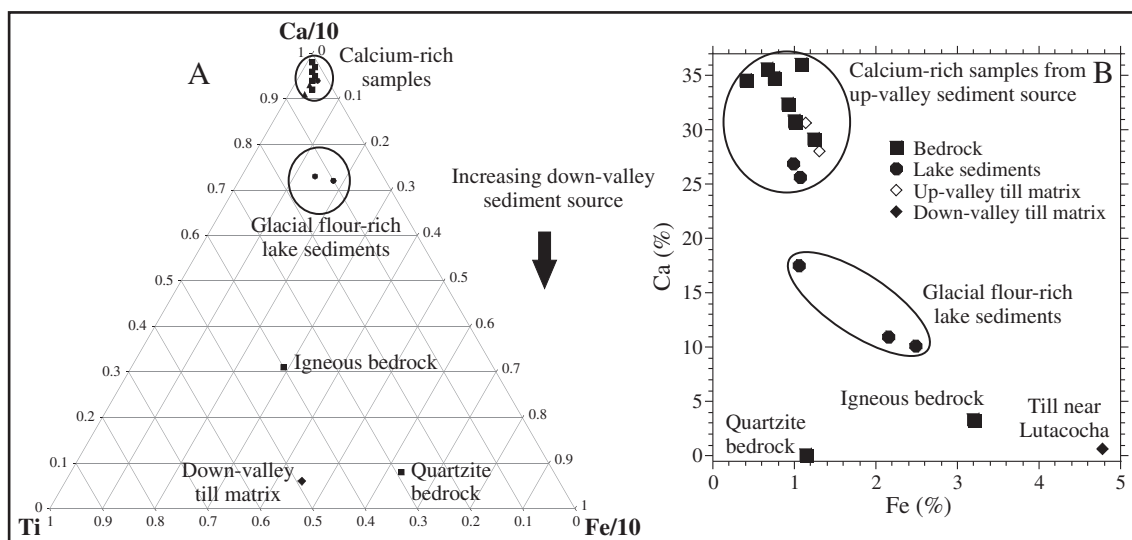 Ca/10
1 0
A
Calcium-rich
samples
0.9
0.1
0.8
0.2
0.7
0.3
Glacial flour-rich
lake sediments
Increasing down-valley
sediment source
0.6
0.4
0.5
0.5
0.4
0.6
Igneous bedrock
0.3
0.7
0.2
0.8
0.1
0.9
Down-valley
till matrix
Quartzite
bedrock
0
1
Ti
1
0.9
0.8
0.7
0.6
0.5
0.4
0.3
0.2
0.1
0
Fe/10
B
Calcium-rich samples from
up-valley sediment source
Bedrock
Lake sediments
Up-valley till matrix
Down-valley till matrix
Glacial flour-rich
lake sediments
Igneous bedrock
Till near
Lutacocha
Quartzite
bedrock
Ca (%)
35
30
25
20
15
10
5
0
0
1
2
3
4
5
Fe (%)